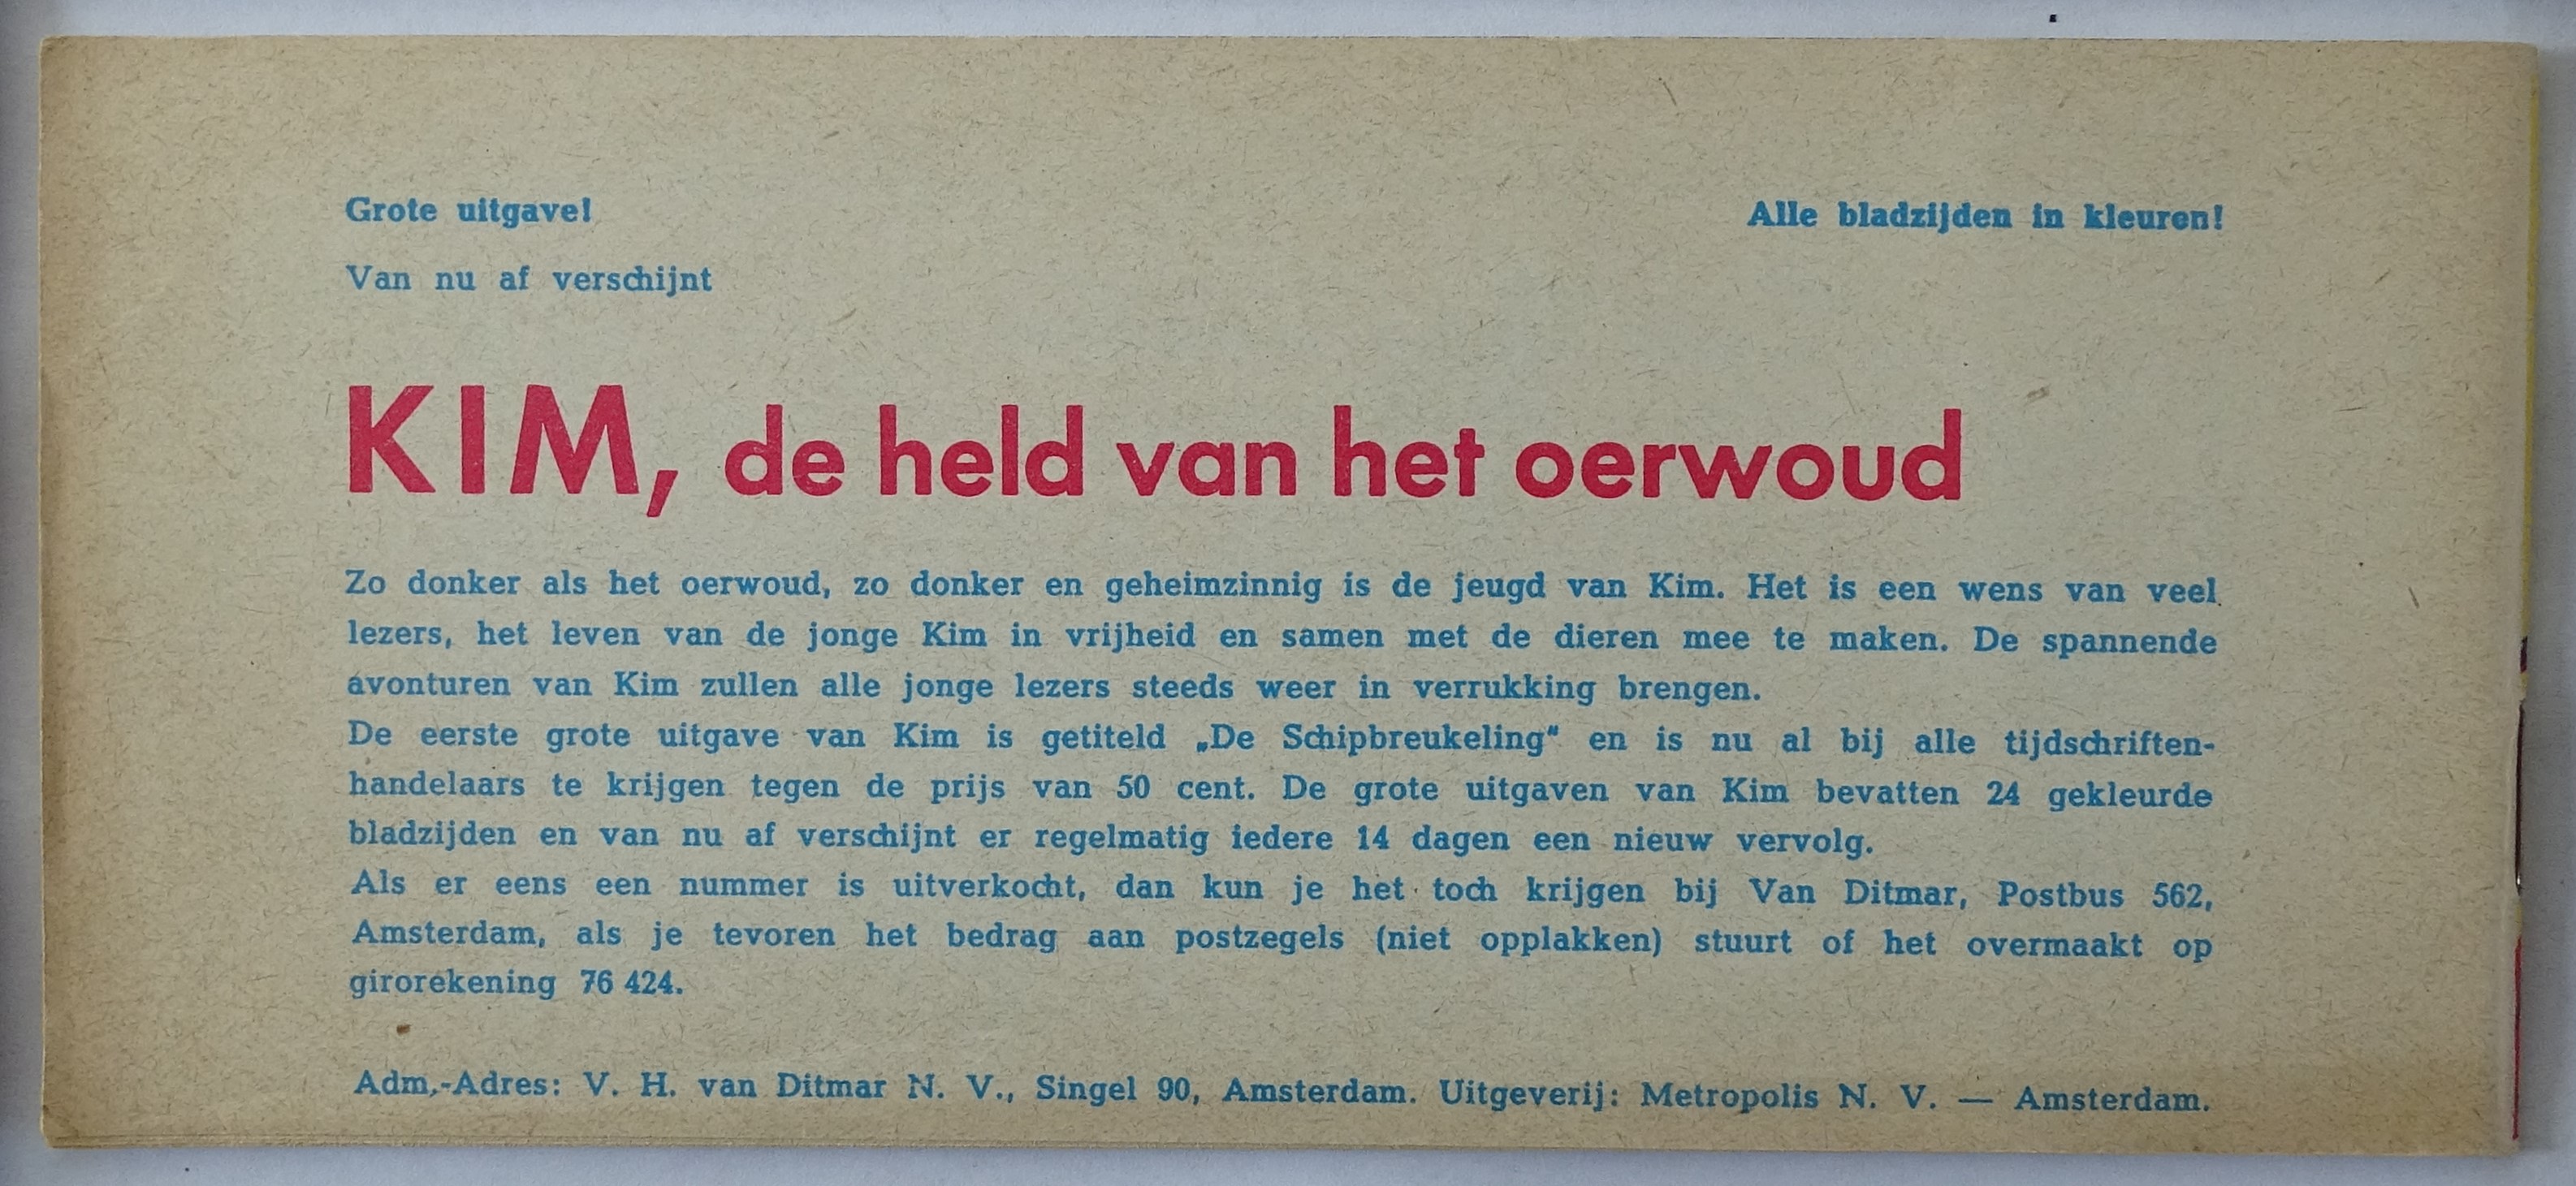 Grote uitgave! Alle bladzijden in kleuren!
Van nu af verschijnt
KIM, de held van het oerwoud
Zo donker als het oerwoud, zo donker en geheimzinnig is de jeugd van Kim. Het is een wens van veel
lezers, het leven van de jonge Kim in vrijheid en samen met de dieren mee te maken. De spannende
avonturen van Kim zullen alle jonge lezers steeds weer in verrukking brengen.
De eerste grote uitgave van Kim is getiteld „De Schipbreukeling“ en is nu al bij alle tijdschriften-
handelaars te krijgen tegen de prijs van 50 cent. De grote uitgaven van Kim bevatten 24 gekleurde
bladzijden en van nu af verschijnt er regelmatig iedere 14 dagen een nieuw vervolg.
Als er eens een nummer is uitverkocht, dan kun je het toch krijgen bij Van Ditmar, Postbus 562,
Amsterdam, als je tevoren het bedrag aan postzegels (niet opplakken) stuurt of het overmaakt op
girorekening 76 424.
Adm.-Adres: V. H. van Ditmar N. V., Singel 90, Amsterdam. Uitgeverij: Metropolis N. V. — Amsterdam.